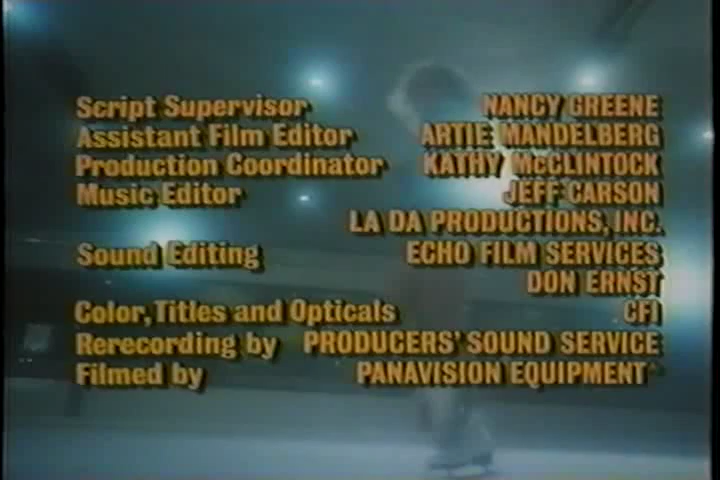 Script Supervisor NANCY GREENE
Assistant Film Editor ARTIE MANDELBERG
Production Coordinator KATHY McCLINTOCK
Music Editor JEFF CARSON
LA DA PRODUCTIONS, INC.
Sound Editing ECHO FILM SERVICES
DON ERNST
Color, Titles and Opticals CFI
Rerecording by PRODUCERS' SOUND SERVICE
Filmed by PANAVISION EQUIPMENT